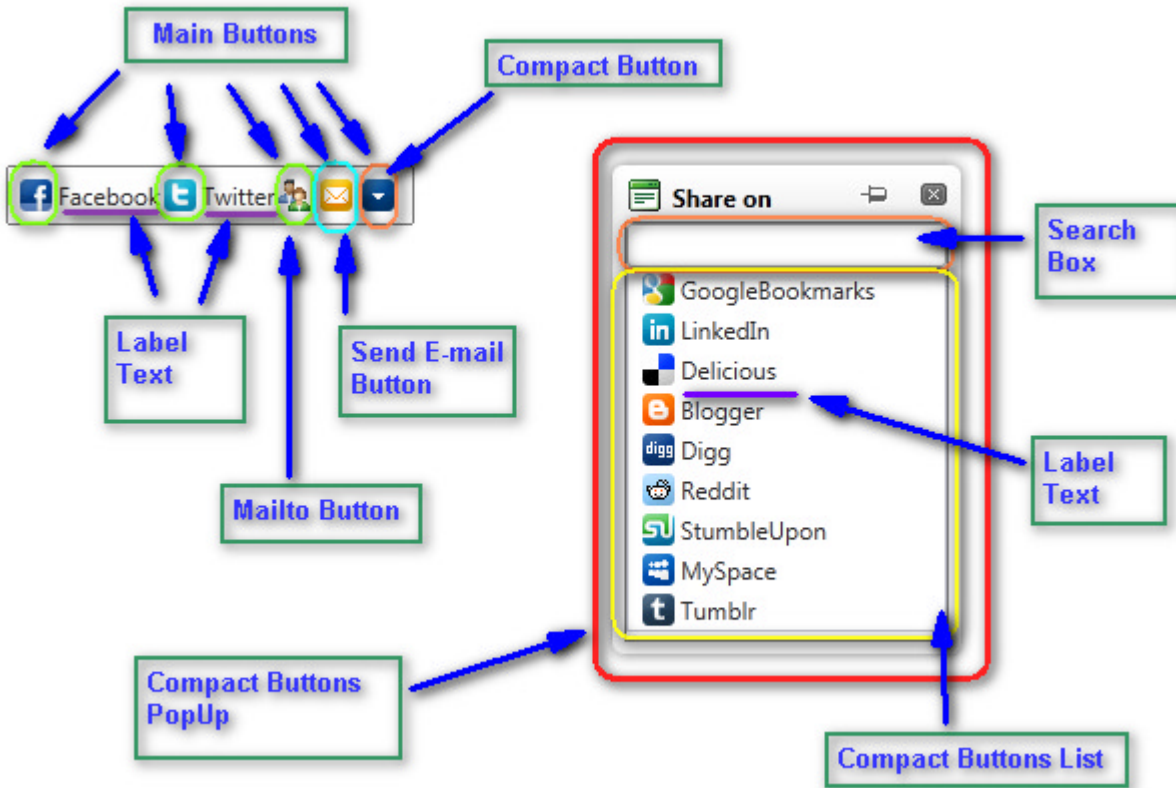 Main Buttons
Compact Button
Facebook Twitter
Share on
Search
Box
GoogleBookmarks
LinkedIn
Delicious
Blogger
digg Digg
Reddit
StumbleUpon
MySpace
Tumblr
Label
Text
Send E-mail
Button
Mailto Button
Label
Text
Compact Buttons
PopUp
Compact Buttons List